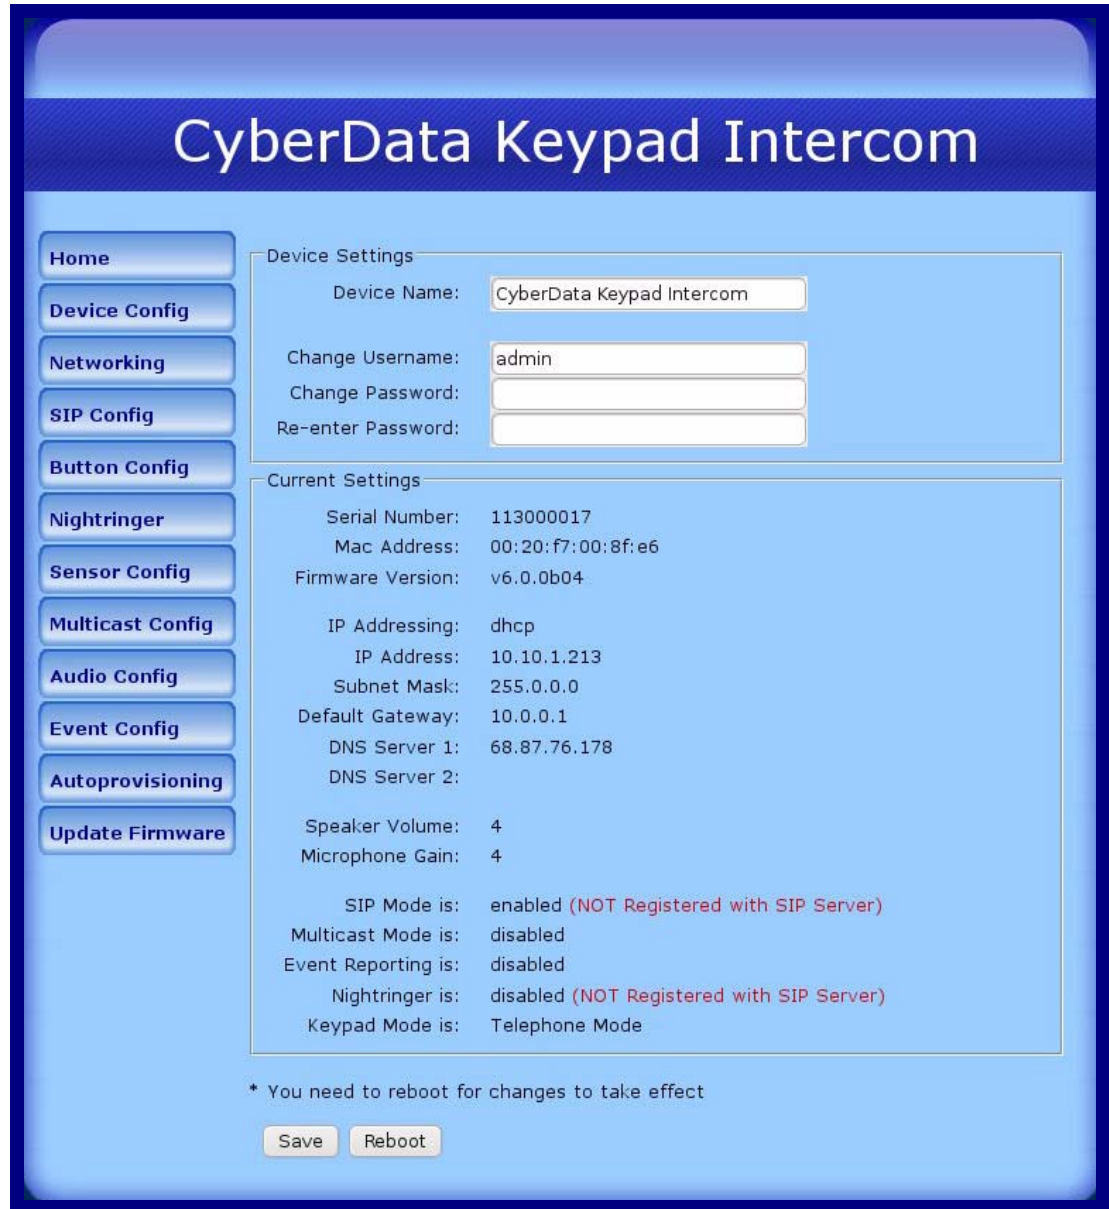 CyberData Keypad Intercom
Home
Device Config
Networking
SIP Config
Button Config
Nightringer
Sensor Config
Multicast Config
Audio Config
Event Config
Autoprovisioning
Update Firmware
Device Settings
Device Name: CyberData Keypad Intercom
Change Username: admin
Change Password:
Re-enter Password:
Current Settings
Serial Number: 113000017
Mac Address: 00:20:f7:00:8f:e6
Firmware Version: v6.0.0b04
IP Addressing: dhcp
IP Address: 10.10.1.213
Subnet Mask: 255.0.0.0
Default Gateway: 10.0.0.1
DNS Server 1: 68.87.76.178
DNS Server 2:
Speaker Volume: 4
Microphone Gain: 4
SIP Mode is: enabled (NOT Registered with SIP Server)
Multicast Mode is: disabled
Event Reporting is: disabled
Nightringer is: disabled (NOT Registered with SIP Server)
Keypad Mode is: Telephone Mode
* You need to reboot for changes to take effect
Save Reboot